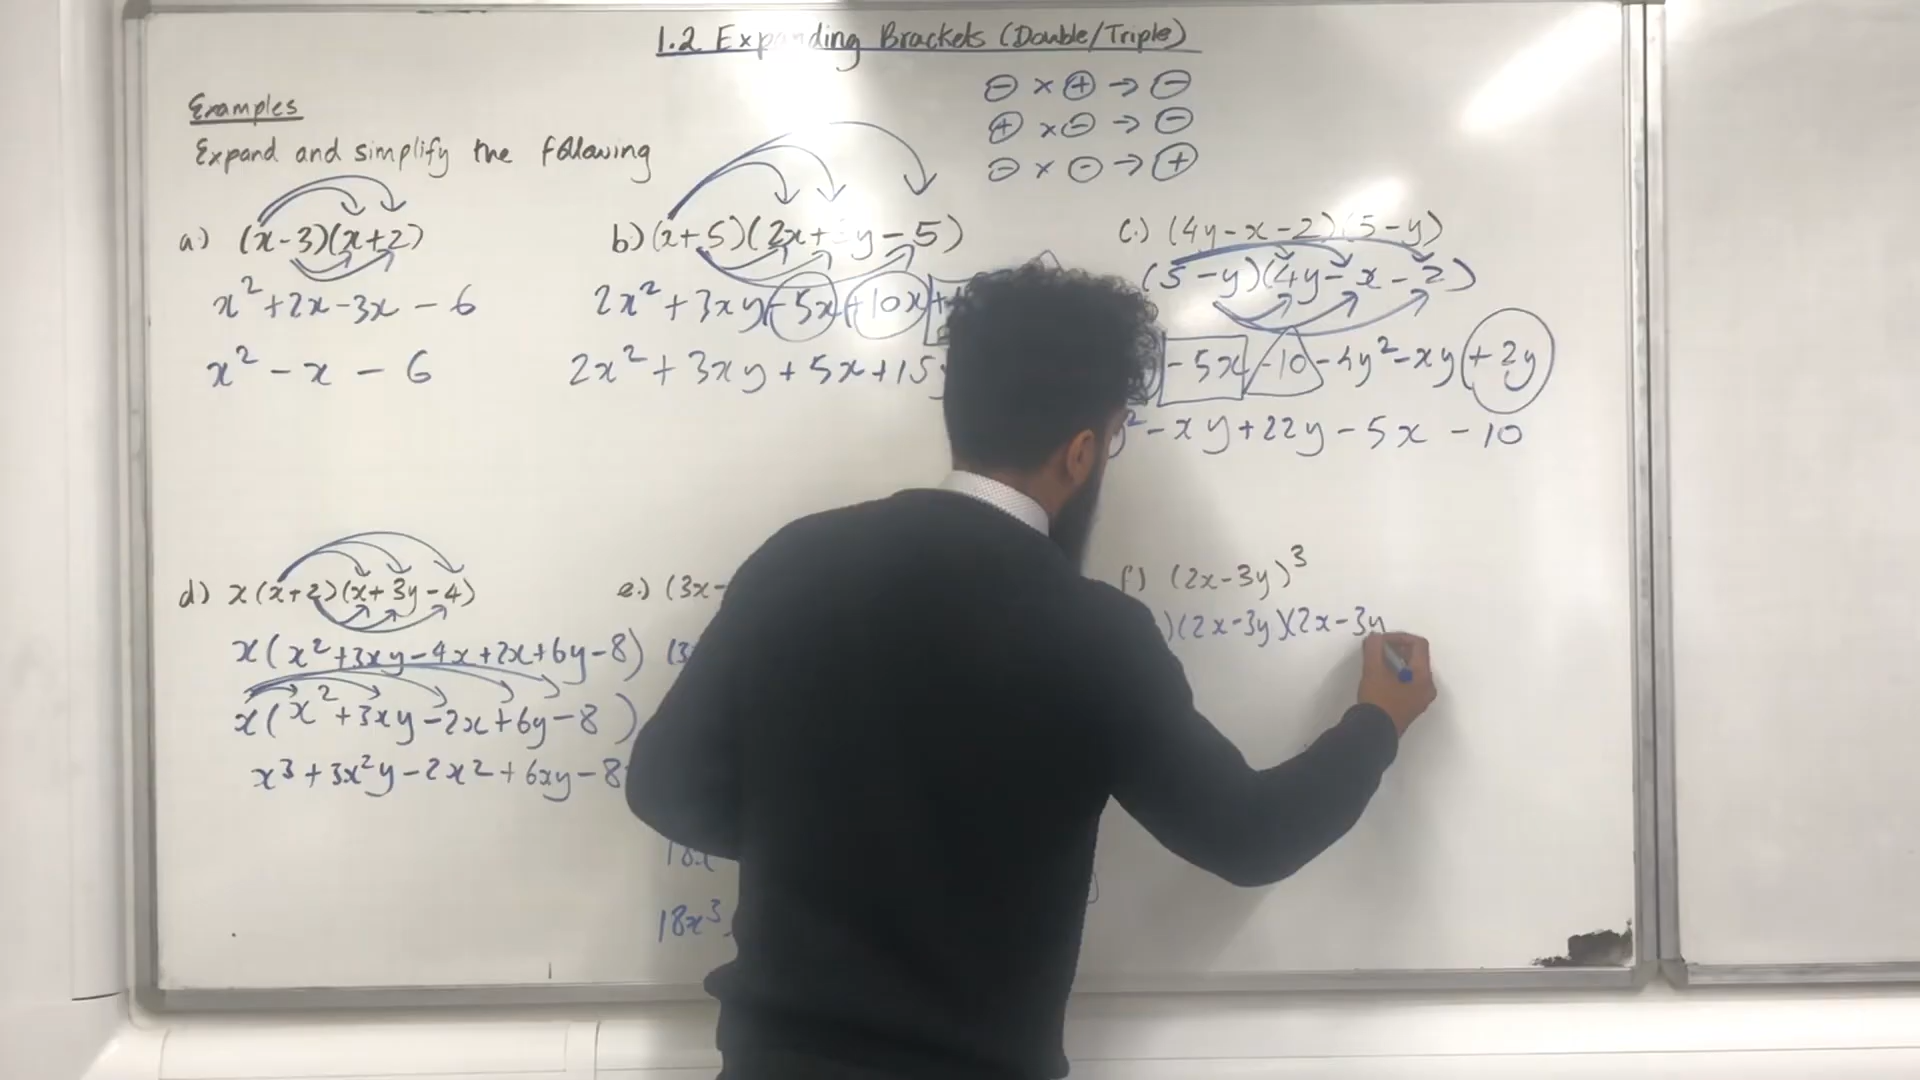 1.2 Expanding Brackets (Double/Triple)
⊖ × ⊕ → ⊖
⊕ × ⊖ → ⊖
⊖ × ⊖ → ⊕
Examples
Expand and simplify the following
a.) (x-3)(x+2)
x²+2x-3x-6
x²-x-6
b.) (x+5)(2x+ y-5)
2x²+3xy-5x+10x+
2x²+3xy+5x+15
c.) (4y-x-2)(5-y)
(5-y)(4y-x-2)
-5x-10-4y²-xy+2y
y²-xy+22y-5x-10
d) x(x+2)(x+3y-4)
x(x²+3xy-4x+2x+6y-8)
x(x²+3xy-2x+6y-8)
x³+3x²y-2x²+6xy-8
e.) (3x-
(3
18x
18x³
f) (2x-3y)³
)(2x-3y)(2x-3y